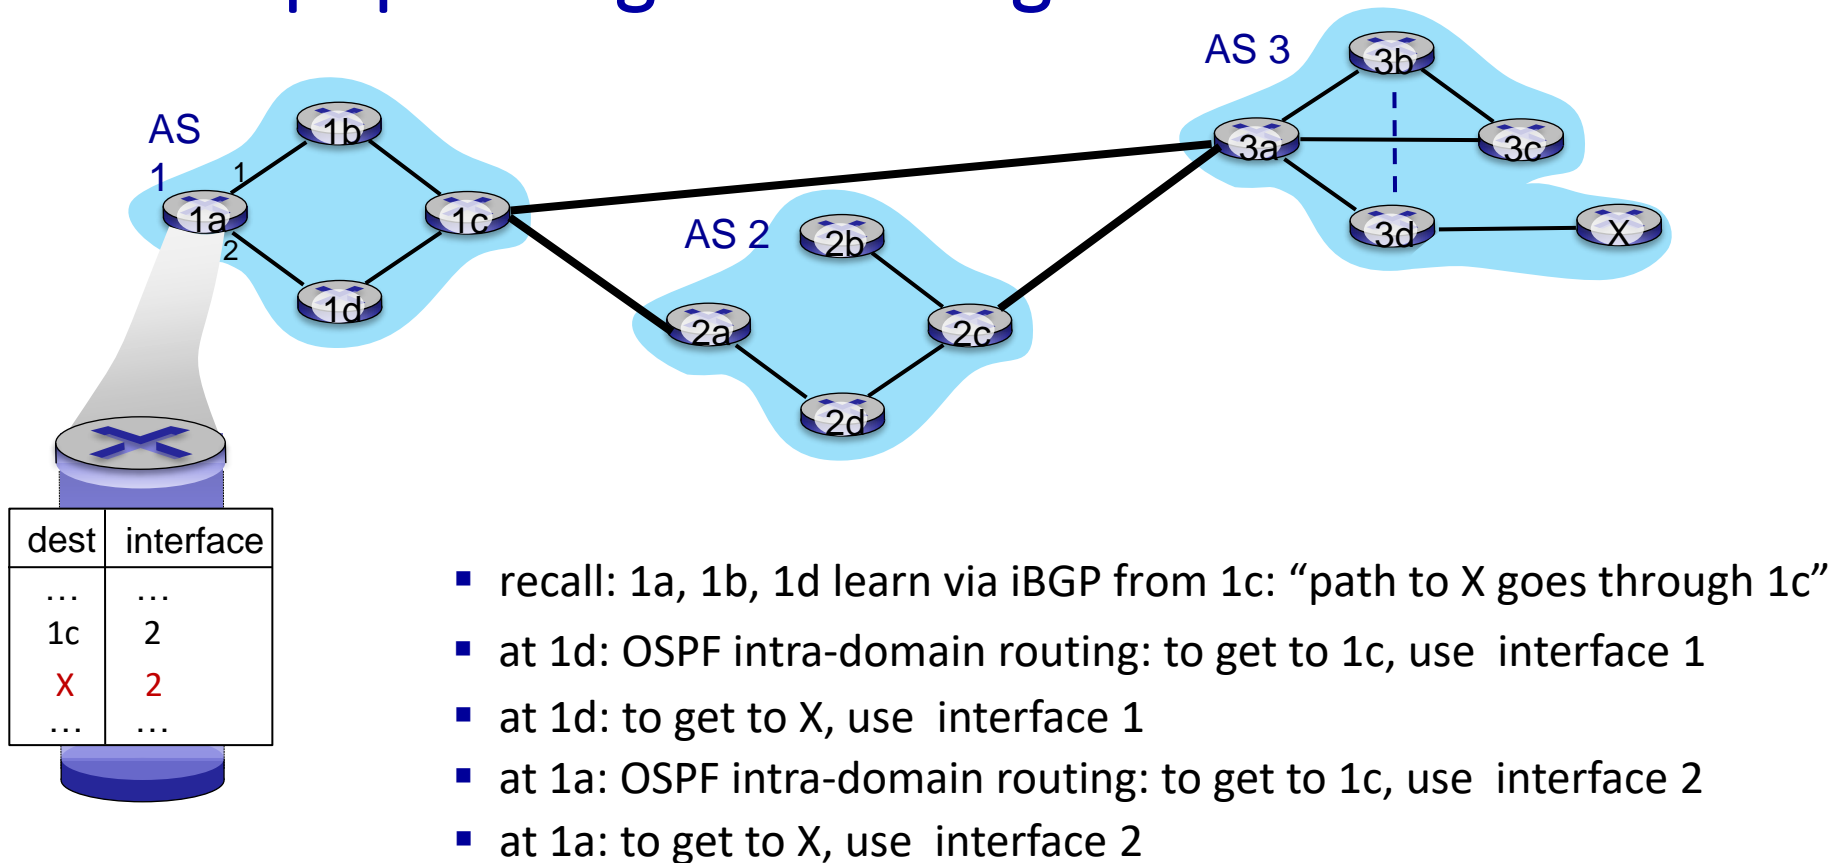 AS 3
3b
AS
1
1b
3a
3c
1
1a
1c
2
AS 2
2b
3d
X
1d
2a
2c
2d
dest interface
… …
1c 2
X 2
… …
▪ recall: 1a, 1b, 1d learn via iBGP from 1c: “path to X goes through 1c”
▪ at 1d: OSPF intra-domain routing: to get to 1c, use interface 1
▪ at 1d: to get to X, use interface 1
▪ at 1a: OSPF intra-domain routing: to get to 1c, use interface 2
▪ at 1a: to get to X, use interface 2